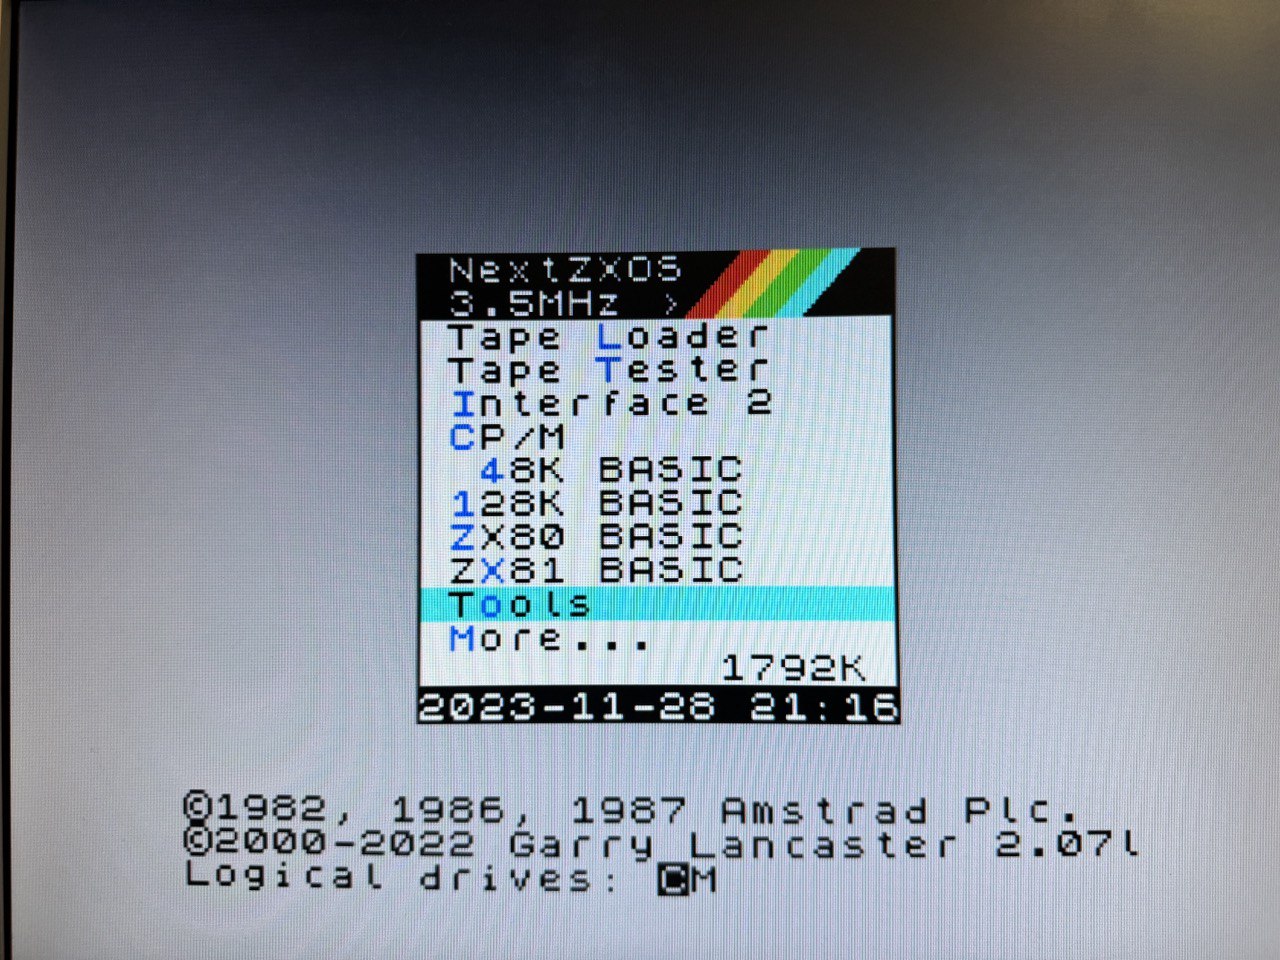 NextZXOS
3.5MHz >
Tape Loader
Tape Tester
Interface 2
CP/M
48K BASIC
128K BASIC
ZX80 BASIC
ZX81 BASIC
Tools
More...
1792K
2023-11-28 21:16
©1982, 1986, 1987 Amstrad Plc.
©2000-2022 Garry Lancaster 2.07l
Logical drives: CM